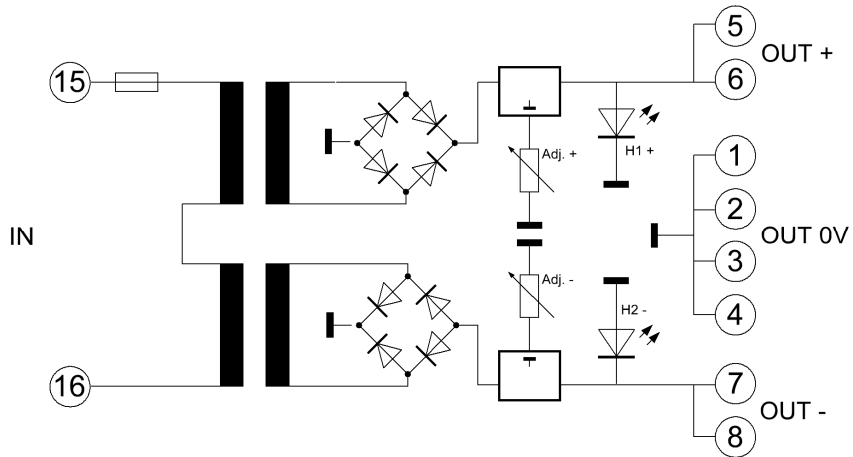 5
OUT +
15
6
Adj. +
H1 +
1
2
IN
OUT 0V
3
Adj. -
H2 -
4
16
7
OUT -
8